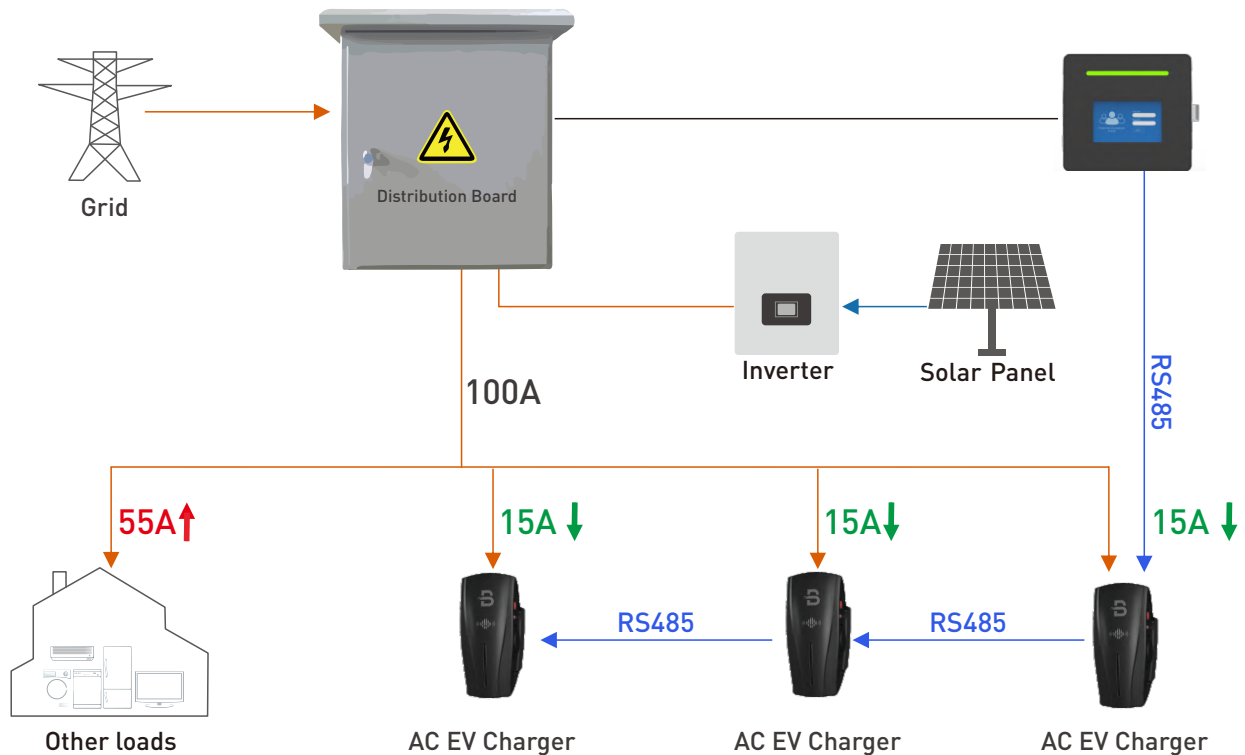 Distribution Board
Grid
Inverter
Solar Panel
RS485
100A
55A
15A
15A
15A
RS485
RS485
Other loads
AC EV Charger
AC EV Charger
AC EV Charger